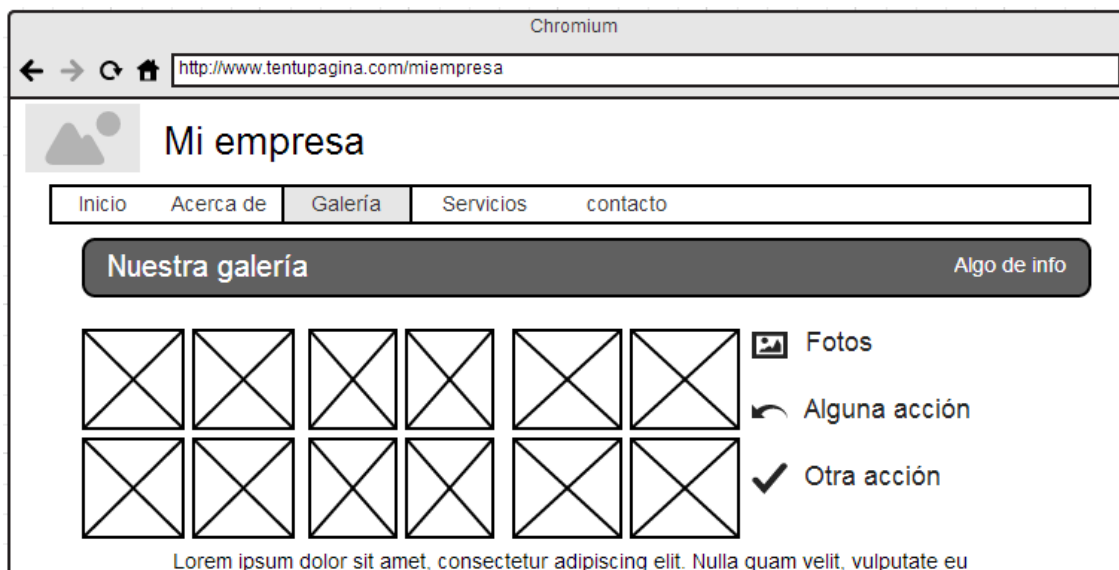 Chromium
http://www.tentupagina.com/miempresa
Mi empresa
Inicio Acerca de Galería Servicios contacto
Nuestra galería Algo de info
Fotos
Alguna acción
Otra acción
Lorem ipsum dolor sit amet, consectetur adipiscing elit. Nulla quam velit, vulputate eu